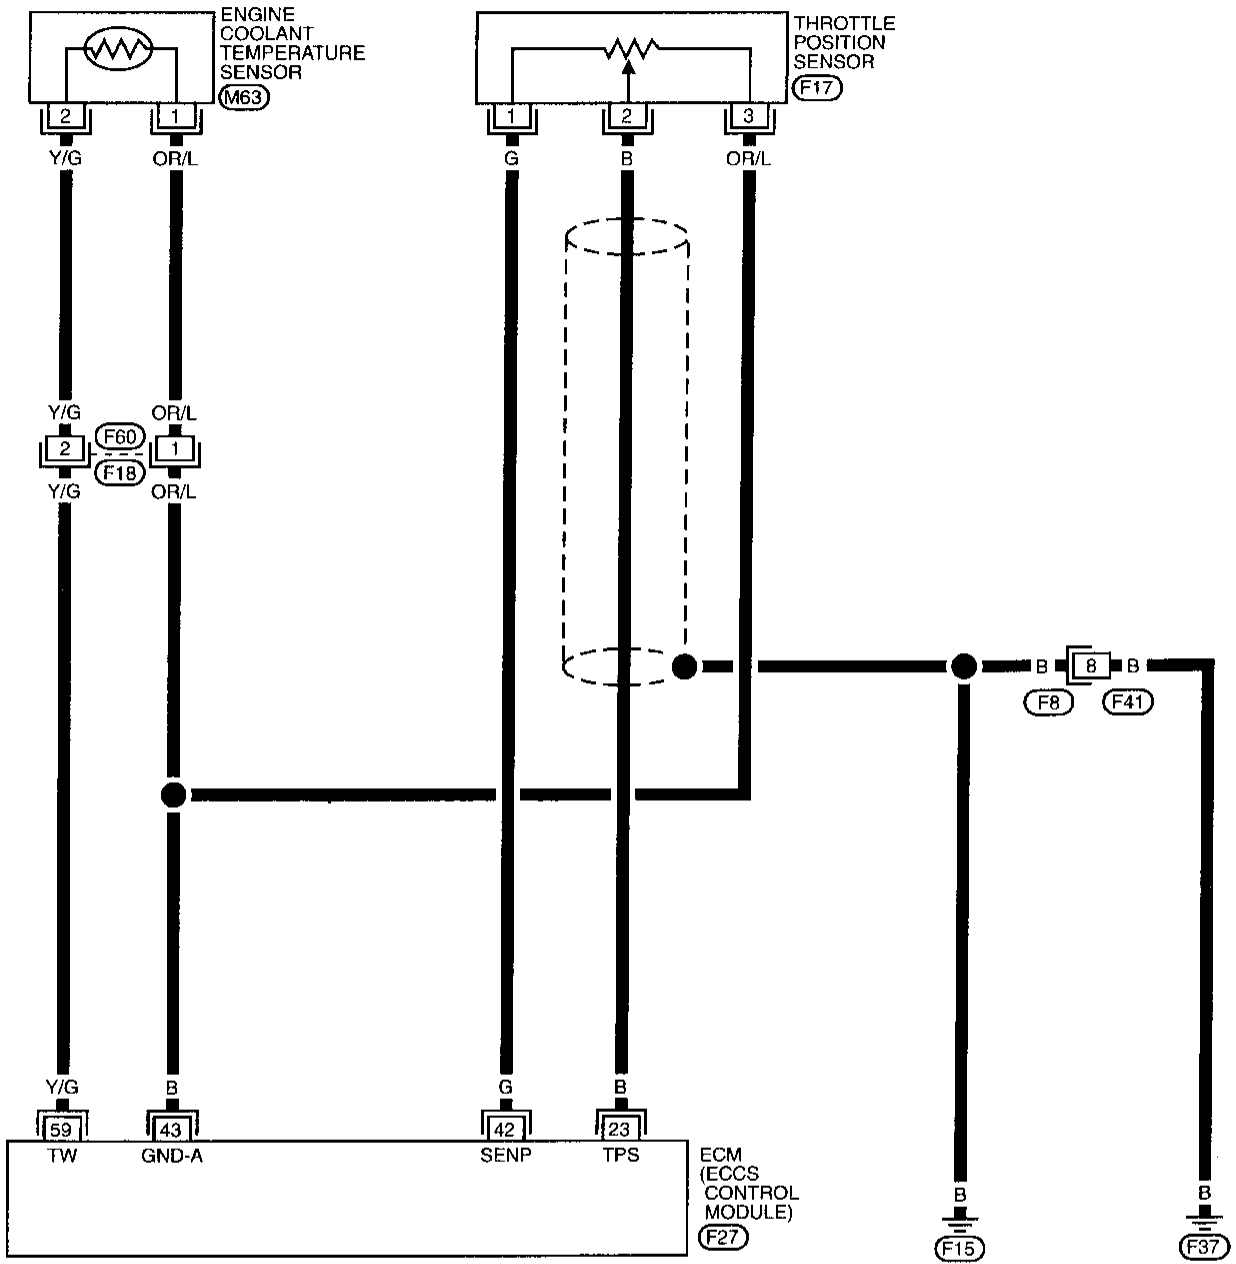 ENGINE
COOLANT
TEMPERATURE
SENSOR
M63
THROTTLE
POSITION
SENSOR
F17
2
1
1
2
3
Y/G
OR/L
G
B
OR/L
Y/G
OR/L
2
F60
1
F18
Y/G
OR/L
B
8
B
F8
F41
Y/G
B
G
B
59
43
42
23
TW
GND-A
SENP
TPS
ECM
(ECCS
CONTROL
MODULE)
F27
B
B
F15
F37